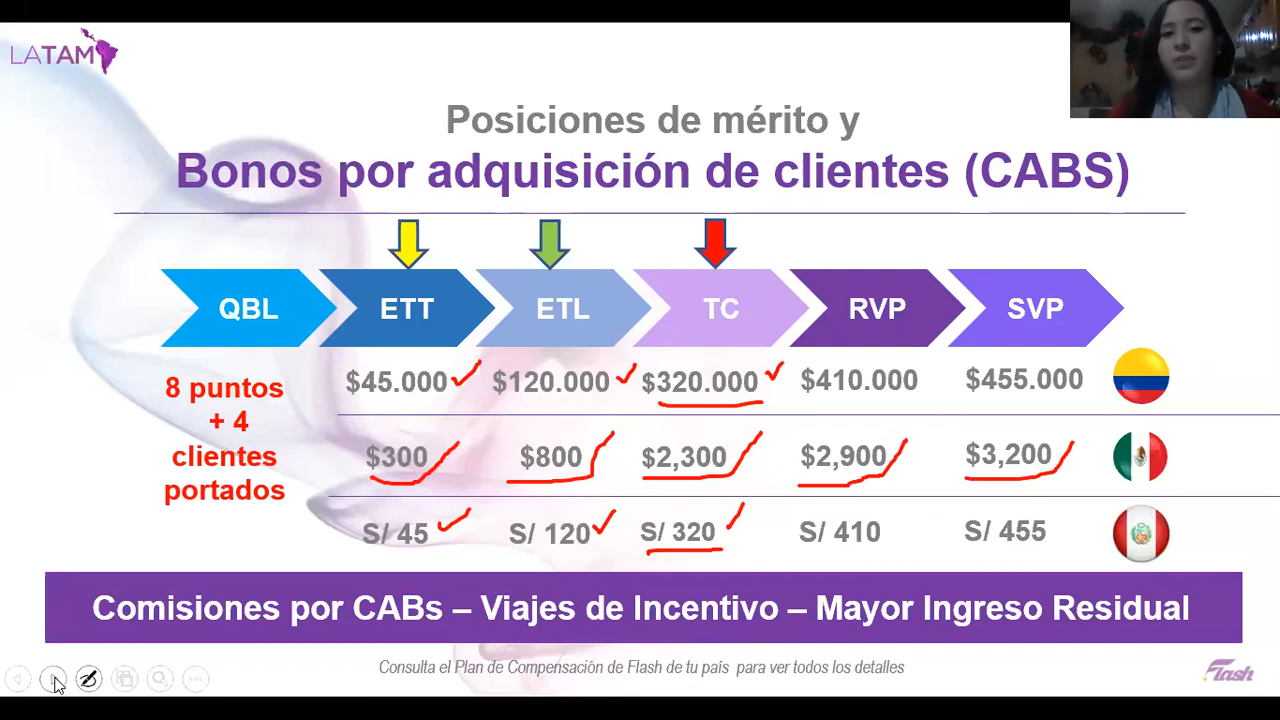 LATAM
Posiciones de mérito y
Bonos por adquisición de clientes (CABS)
QBL ETT ETL TC RVP SVP
8 puntos
+ 4
clientes
portados
$45.000 $120.000 $320.000 $410.000 $455.000
$300 $800 $2,300 $2,900 $3,200
S/ 45 S/ 120 S/ 320 S/ 410 S/ 455
Comisiones por CABs – Viajes de Incentivo – Mayor Ingreso Residual
Consulta el Plan de Compensación de Flash de tu país para ver todos los detalles
Flash